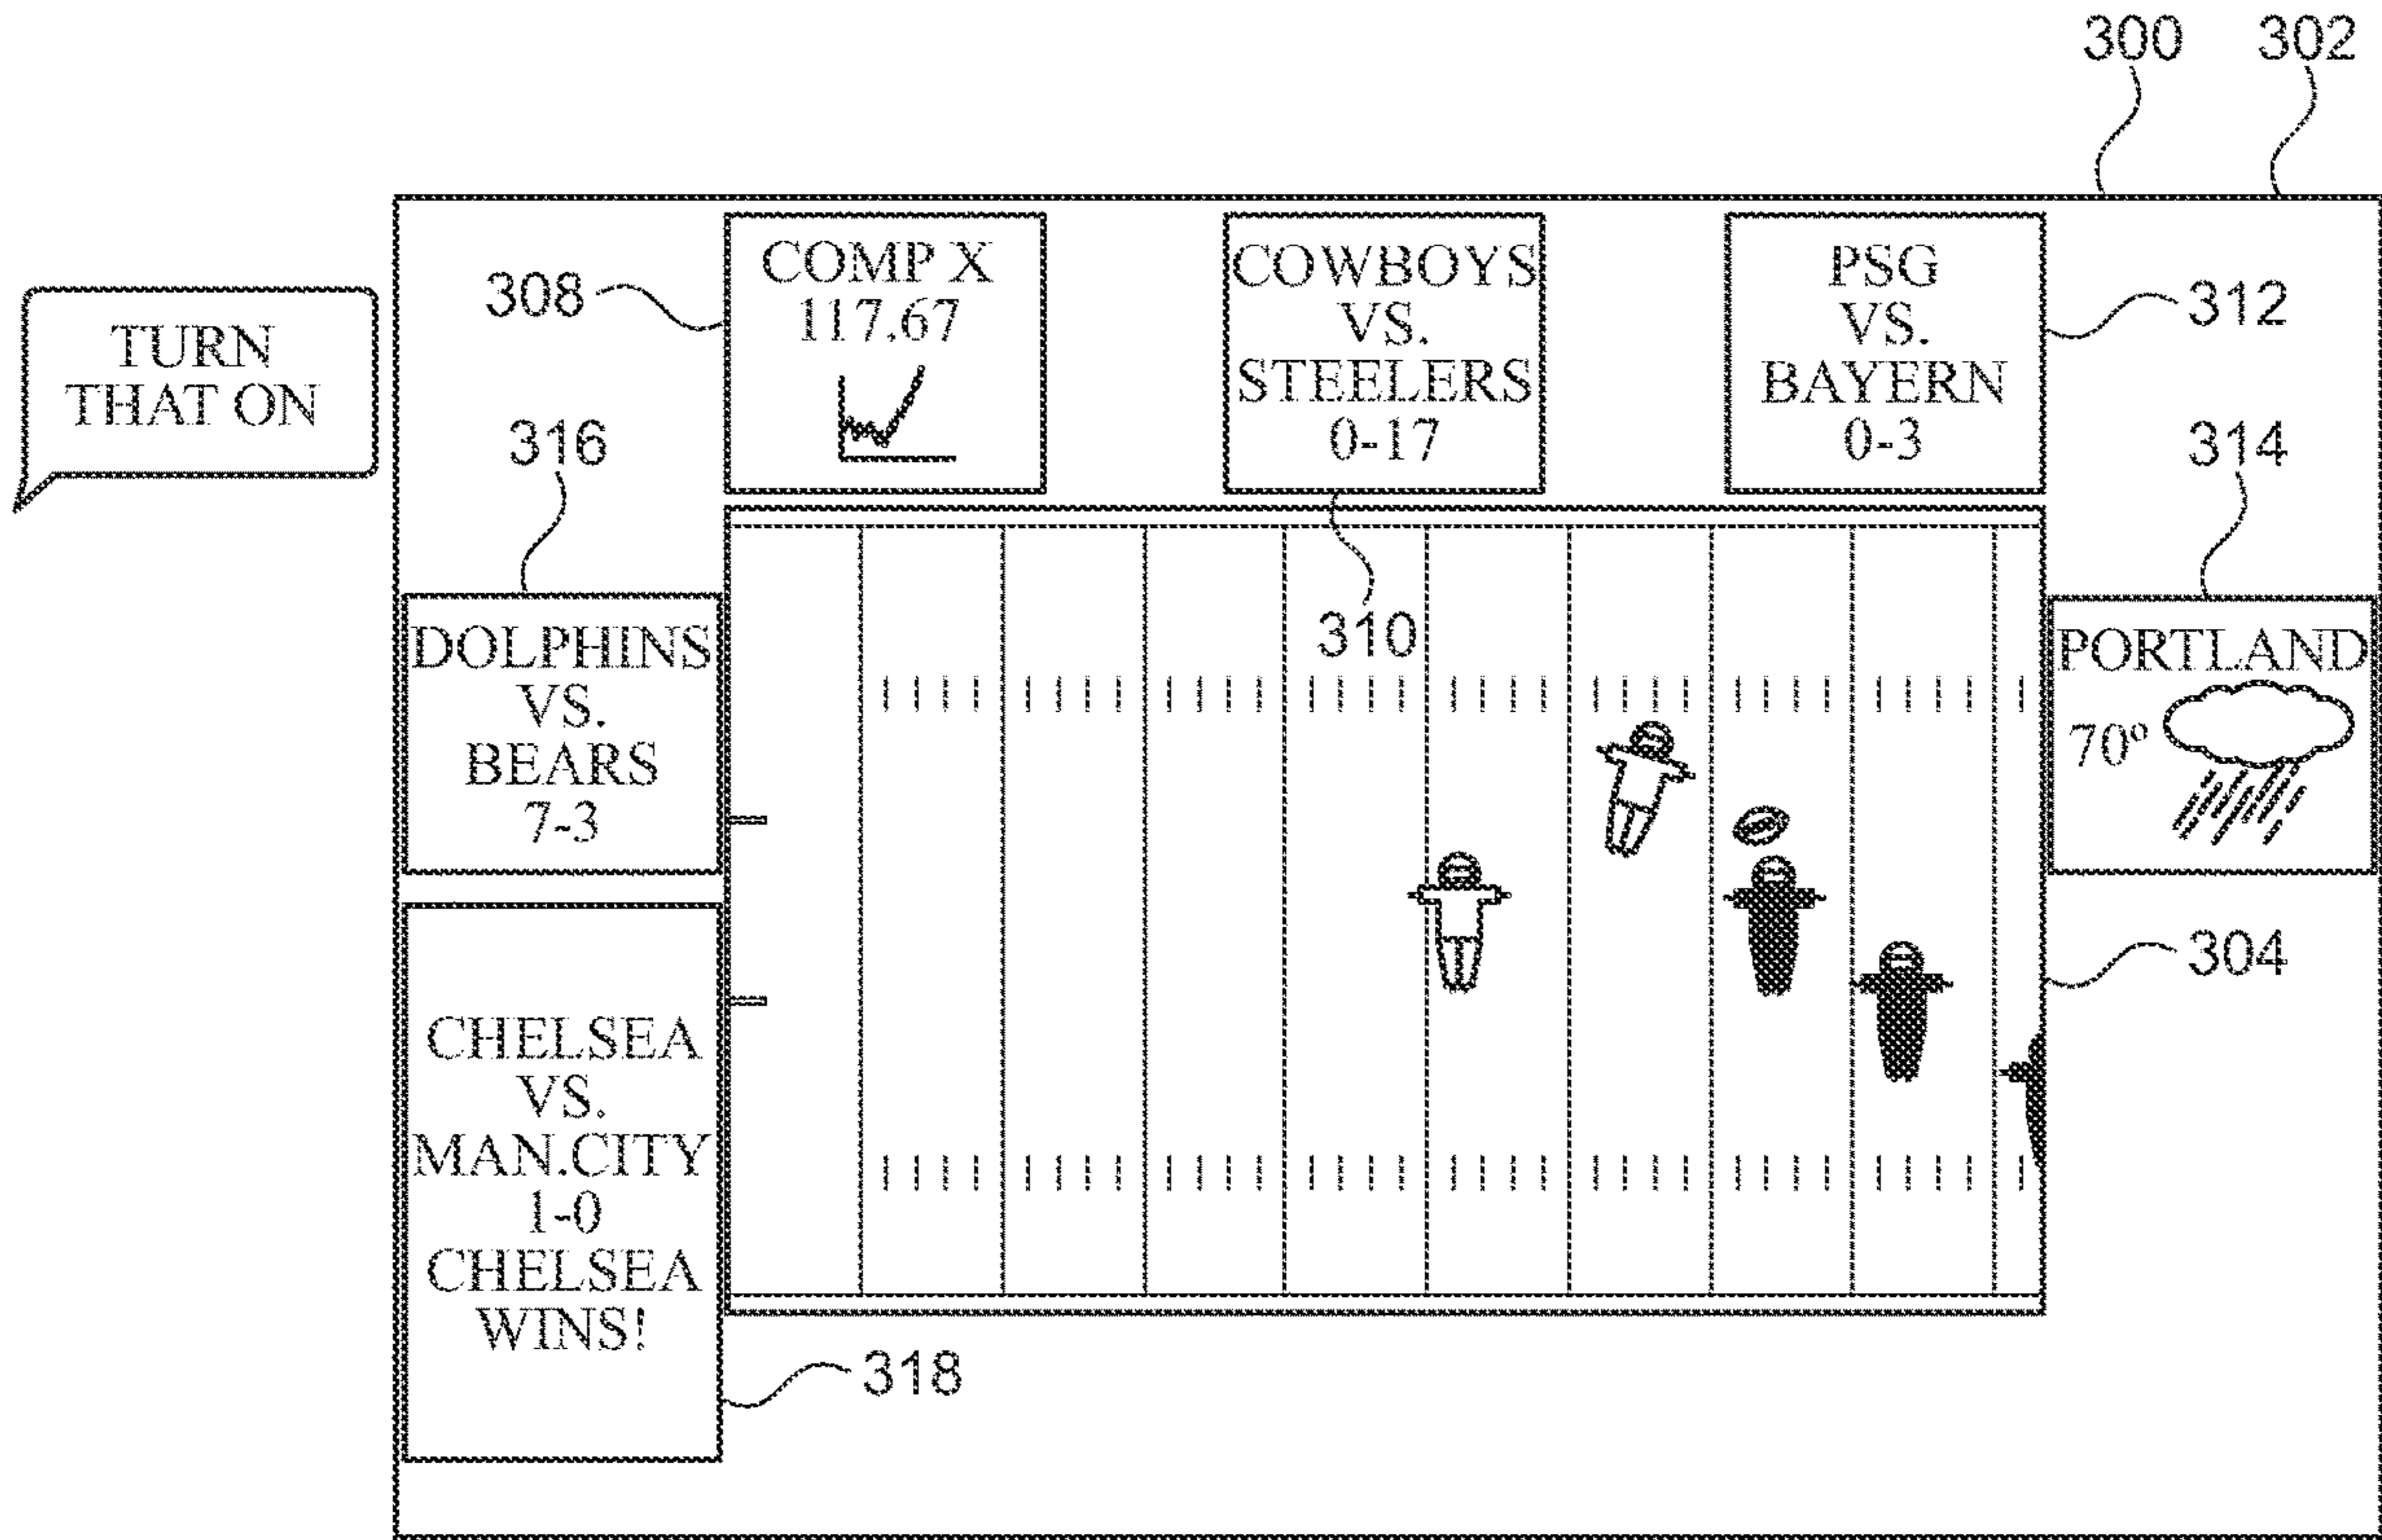 300 302
308
COMP X
117.67
COWBOYS
VS.
STEELERS
0-17
PSG
VS.
BAYERN
0-3
312
TURN
THAT ON
316
314
310
DOLPHINS
VS.
BEARS
7-3
PORTLAND
70º
304
CHELSEA
VS.
MAN.CITY
1-0
CHELSEA
WINS!
318